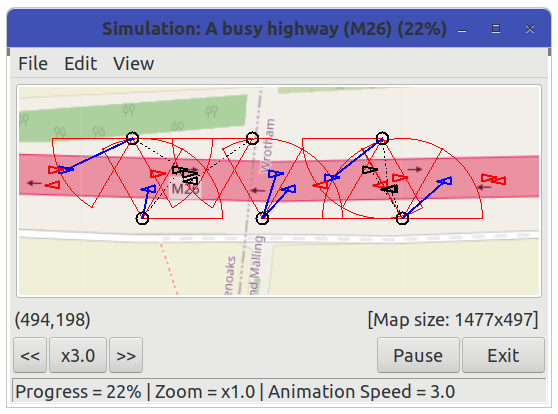 Simulation: A busy highway (M26) (22%)
File Edit View
Wrotham
M26
enoaks
nd Malling
(494,198) [Map size: 1477x497]
<< x3.0 >> Pause Exit
Progress = 22% | Zoom = x1.0 | Animation Speed = 3.0